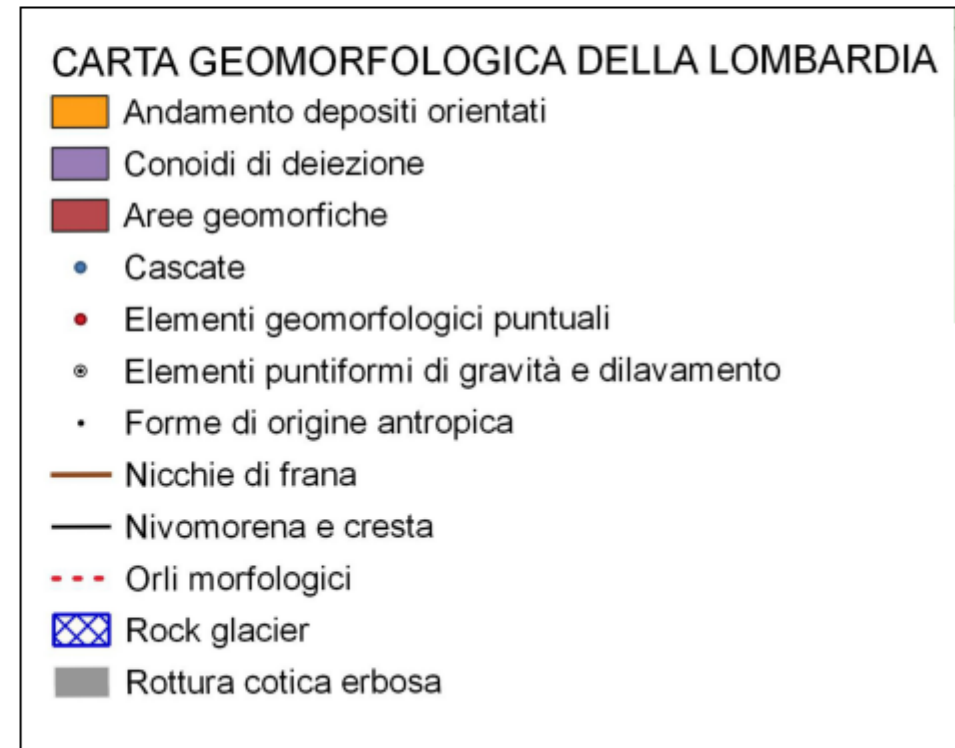 CARTA GEOMORFOLOGICA DELLA LOMBARDIA
Andamento depositi orientati
Conoidi di deiezione
Aree geomorfiche
Cascate
Elementi geomorfologici puntuali
Elementi puntiformi di gravità e dilavamento
Forme di origine antropica
Nicchie di frana
Nivomorena e cresta
Orli morfologici
Rock glacier
Rottura cotica erbosa